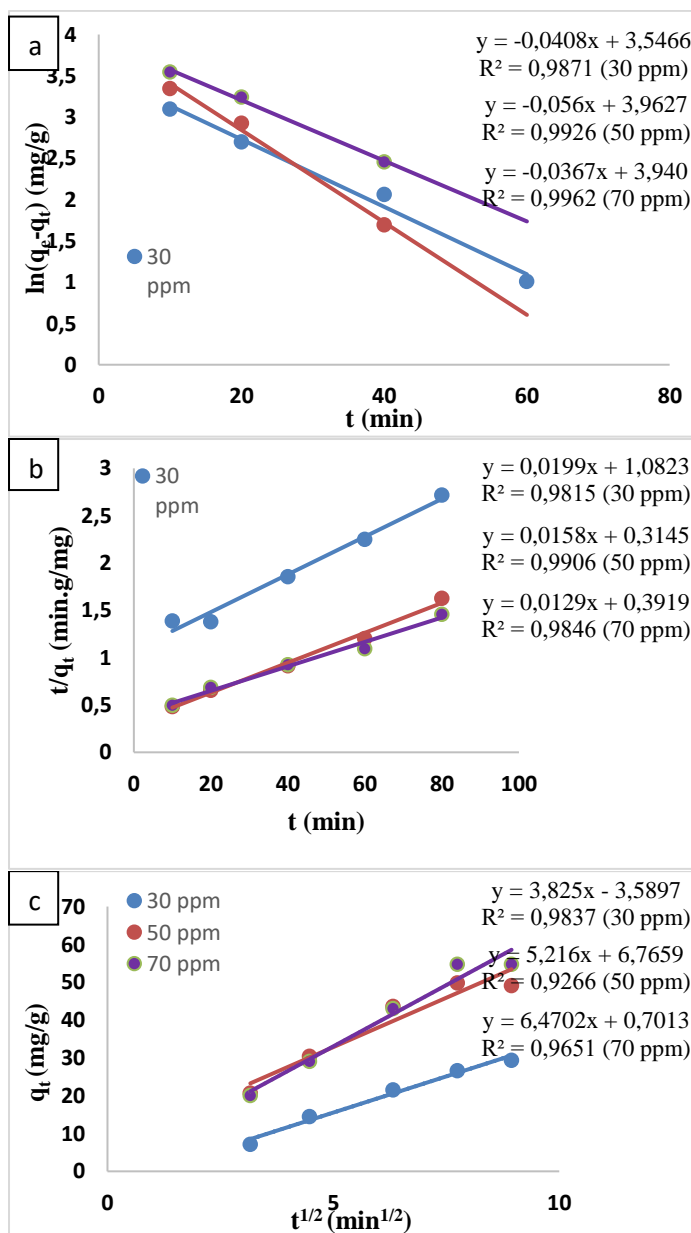 a
y = -0,0408x + 3,5466
R² = 0,9871 (30 ppm)
y = -0,056x + 3,9627
R² = 0,9926 (50 ppm)
y = -0,0367x + 3,940
R² = 0,9962 (70 ppm)
4
3,5
3
2,5
2
1,5
1
0,5
0
ln(qₑ-qₜ) (mg/g)
30
ppm
0 20 40 60 80
t (min)
b
30
ppm
y = 0,0199x + 1,0823
R² = 0,9815 (30 ppm)
y = 0,0158x + 0,3145
R² = 0,9906 (50 ppm)
y = 0,0129x + 0,3919
R² = 0,9846 (70 ppm)
3
2,5
2
1,5
1
0,5
0
t/qₜ (min.g/mg)
0 20 40 60 80 100
t (min)
c
30 ppm
50 ppm
70 ppm
y = 3,825x - 3,5897
R² = 0,9837 (30 ppm)
y = 5,216x + 6,7659
R² = 0,9266 (50 ppm)
y = 6,4702x + 0,7013
R² = 0,9651 (70 ppm)
70
60
50
40
30
20
10
0
qₜ (mg/g)
0 5 10
t^1/2 (min^1/2)